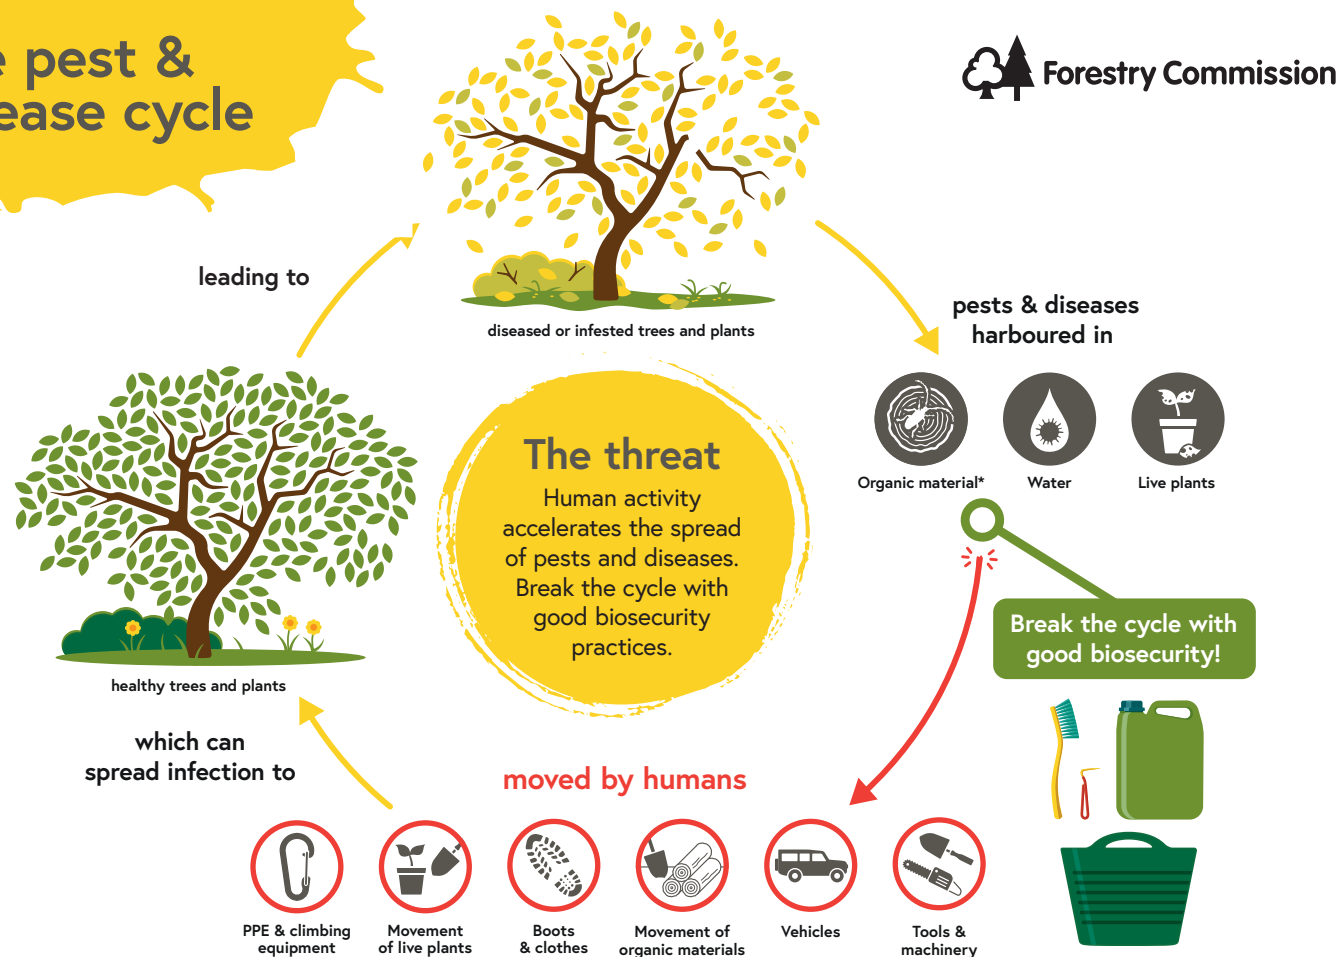 pest &
cycle
Forestry Commission
leading to
diseased or infested trees and plants
pests & diseases
harboured in
Organic material*
Water
Live plants
The threat
Human activity
accelerates the spread
of pests and diseases.
Break the cycle with
good biosecurity
practices.
Break the cycle with
good biosecurity!
healthy trees and plants
which can
spread infection to
moved by humans
PPE & climbing
equipment
Movement
of live plants
Boots
& clothes
Movement of
organic materials
Vehicles
Tools &
machinery